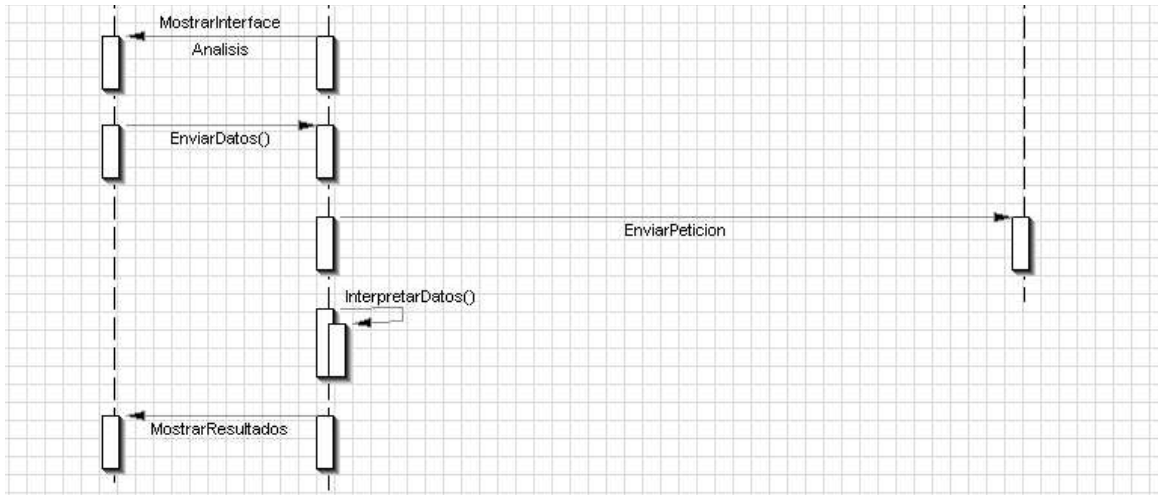 MostrarInterface
Analisis
EnviarDatos()
EnviarPeticion
InterpretarDatos()
MostrarResultados